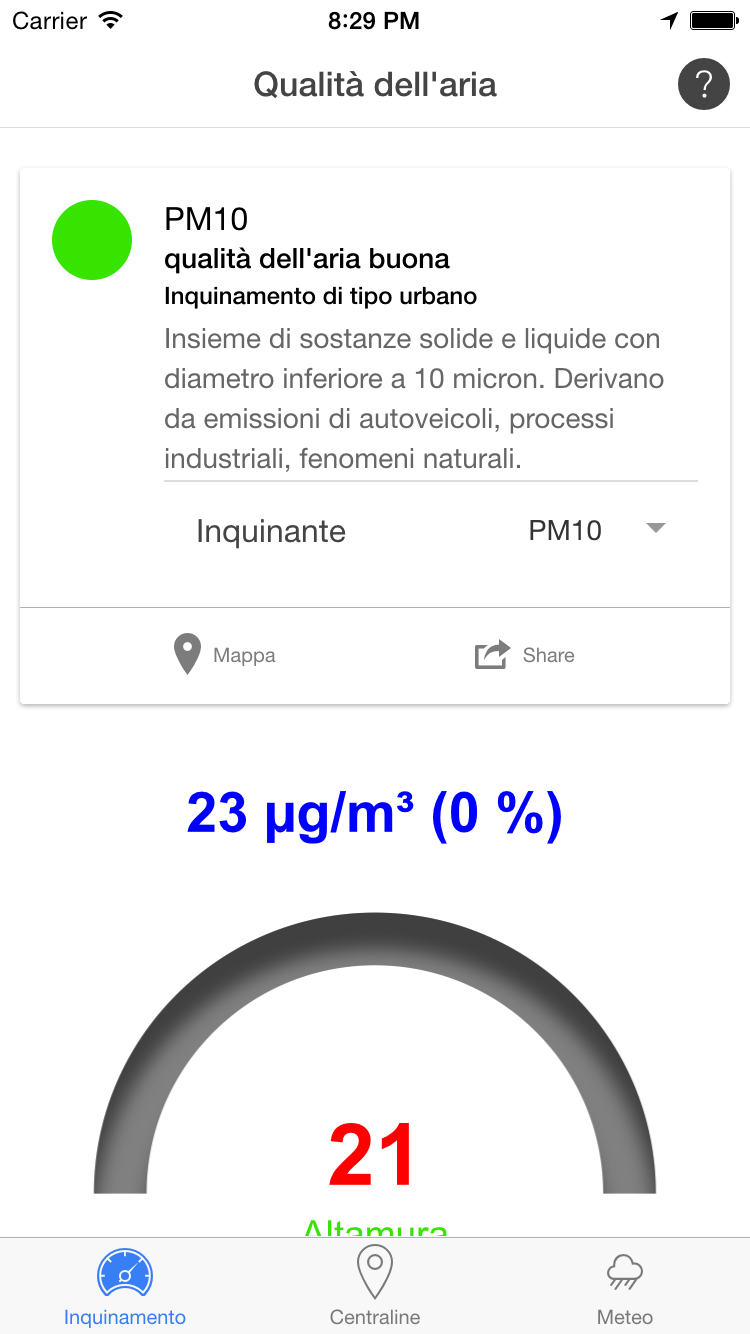 Carrier 8:29 PM
Qualità dell'aria ?
PM10
qualità dell'aria buona
Inquinamento di tipo urbano
Insieme di sostanze solide e liquide con
diametro inferiore a 10 micron. Derivano
da emissioni di autoveicoli, processi
industriali, fenomeni naturali.
Inquinante PM10
Mappa Share
23 µg/m³ (0 %)
21
Altamura
Inquinamento Centraline Meteo